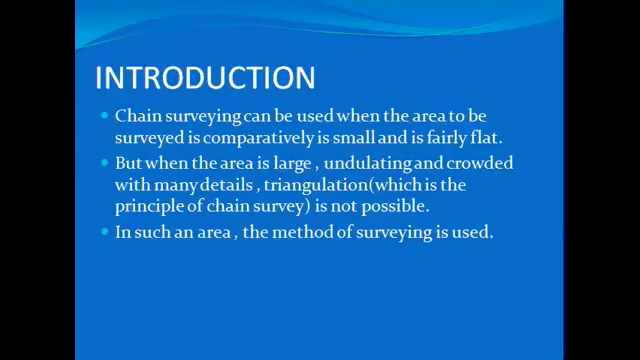 INTRODUCTION
Chain surveying can be used when the area to be
surveyed is comparatively is small and is fairly flat.
But when the area is large , undulating and crowded
with many details , triangulation(which is the
principle of chain survey) is not possible.
In such an area , the method of surveying is used.